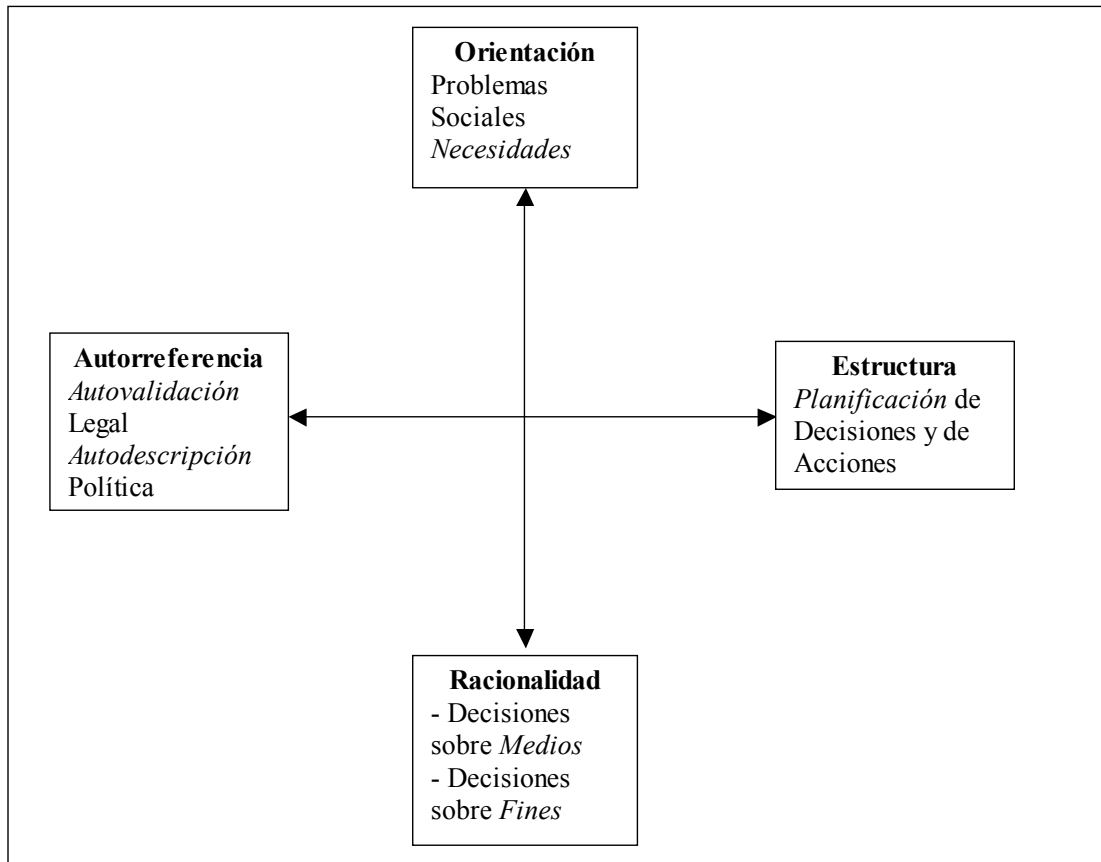 Orientación
Problemas
Sociales
Necesidades
Autorreferencia
Autovalidación
Legal
Autodescripción
Política
Estructura
Planificación de
Decisiones y de
Acciones
Racionalidad
- Decisiones
sobre Medios
- Decisiones
sobre Fines